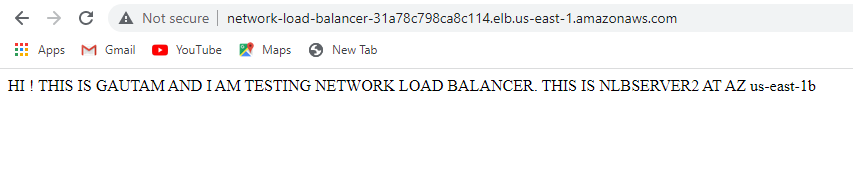 Not secure | network-load-balancer-31a78c798ca8c114.elb.us-east-1.amazonaws.com
Apps Gmail YouTube Maps New Tab
HI ! THIS IS GAUTAM AND I AM TESTING NETWORK LOAD BALANCER. THIS IS NLBSERVER2 AT AZ us-east-1b